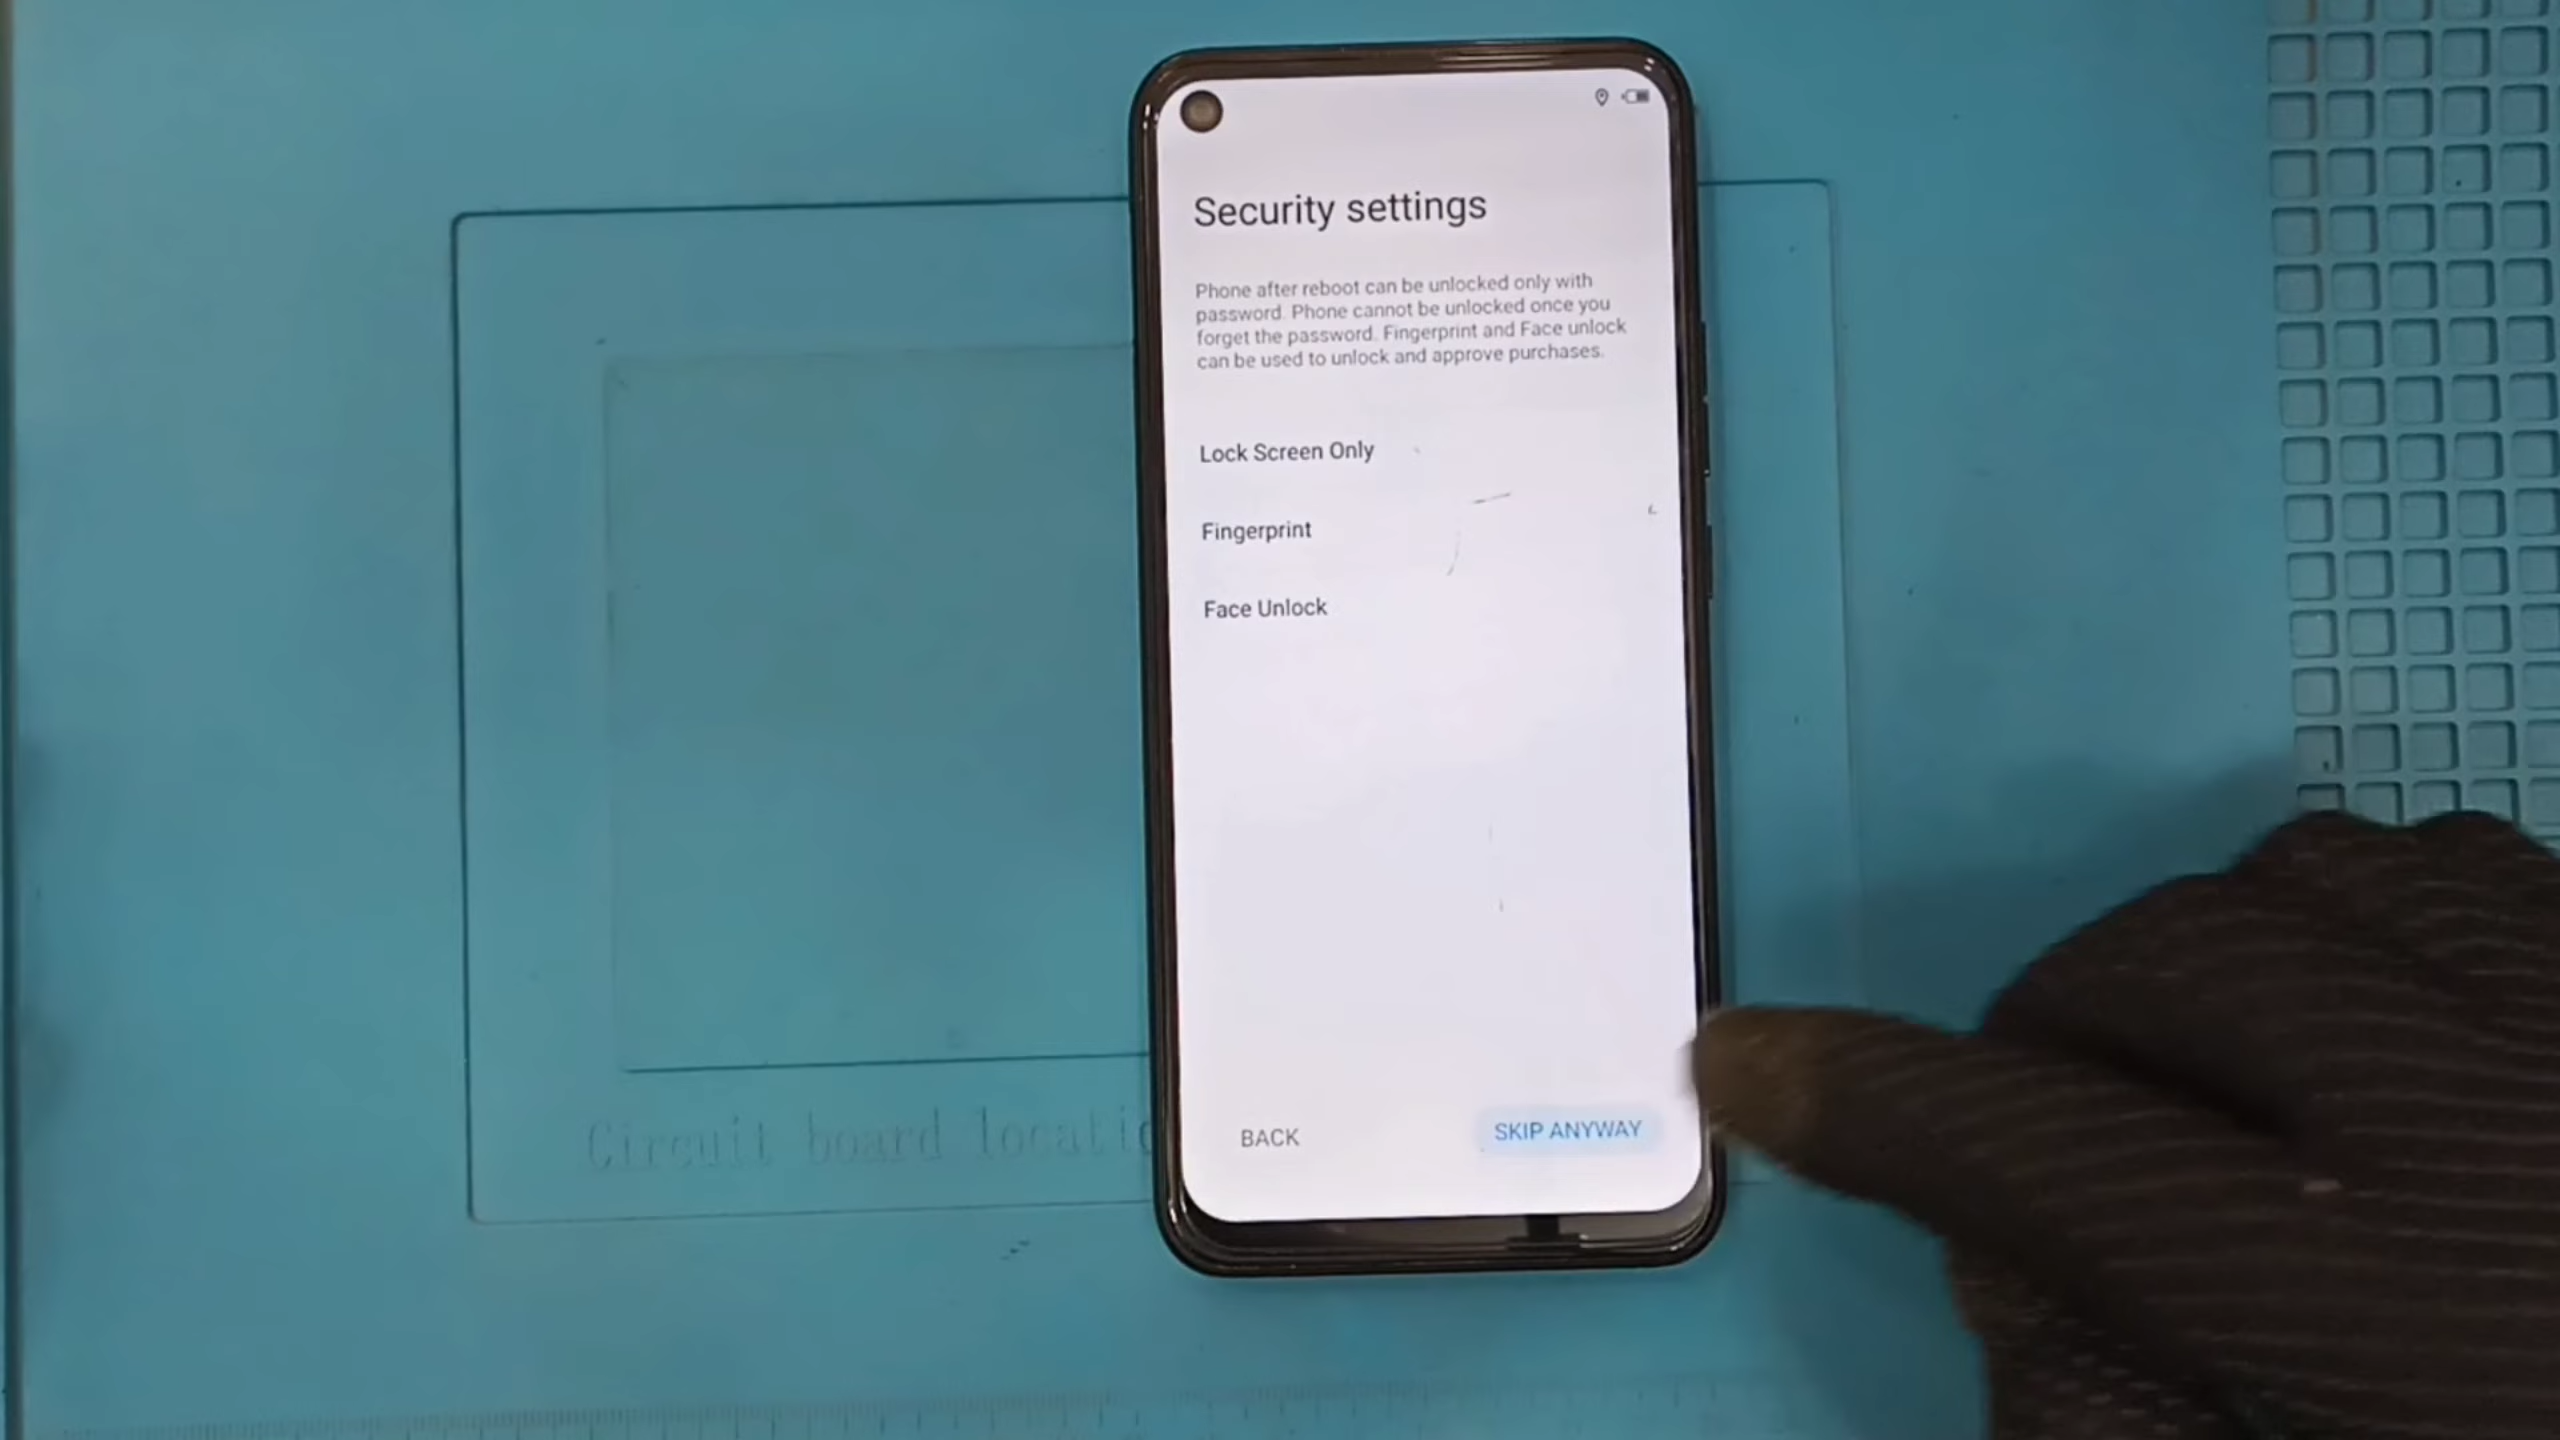 Security settings
Phone after reboot can be unlocked only with
password. Phone cannot be unlocked once you
forget the password. Fingerprint and Face unlock
can be used to unlock and approve purchases.
Lock Screen Only
Fingerprint
Face Unlock
BACK
SKIP ANYWAY
Circuit board locatio